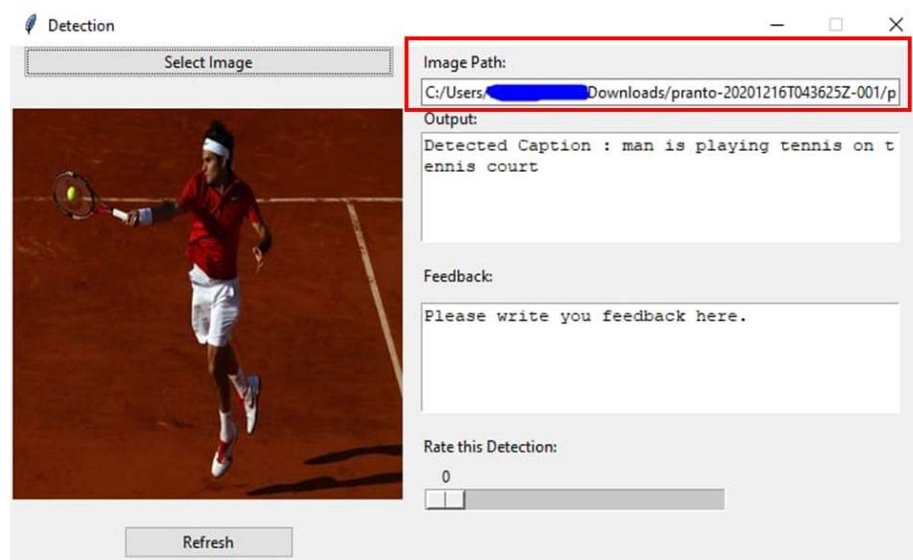 Detection
Select Image
Image Path:
C:/Users/ Downloads/pranto-20201216T043625Z-001/p
Output:
Detected Caption : man is playing tennis on t
ennis court
Feedback:
Please write you feedback here.
Rate this Detection:
0
Refresh